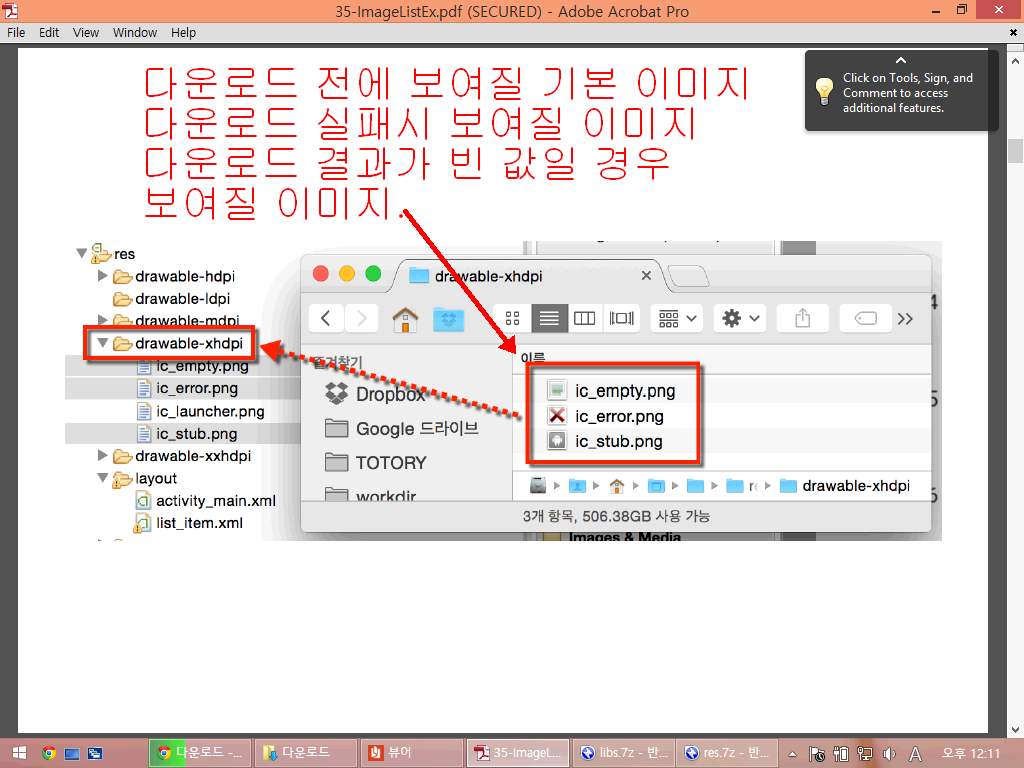 35-ImageListEx.pdf (SECURED) - Adobe Acrobat Pro
File Edit View Window Help
Click on Tools, Sign, and
Comment to access
additional features.
다운로드 전에 보여질 기본 이미지
다운로드 실패시 보여질 이미지
다운로드 결과가 빈 값일 경우
보여질 이미지.
res
drawable-hdpi
drawable-ldpi
drawable-mdpi
drawable-xhdpi
ic_empty.png
ic_error.png
ic_launcher.png
ic_stub.png
drawable-xxhdpi
layout
activity_main.xml
list_item.xml
drawable-xhdpi
즐겨찾기
Dropbox
Google 드라이브
TOTORY
workdir
이름
ic_empty.png
ic_error.png
ic_stub.png
drawable-xhdpi
3개 항목, 506.38GB 사용 가능
Images & Media
4
5
6
다운로드 -...
다운로드
뷰어
35-ImageL...
libs.7z - 반...
res.7z - 반...
A
오후 12:11